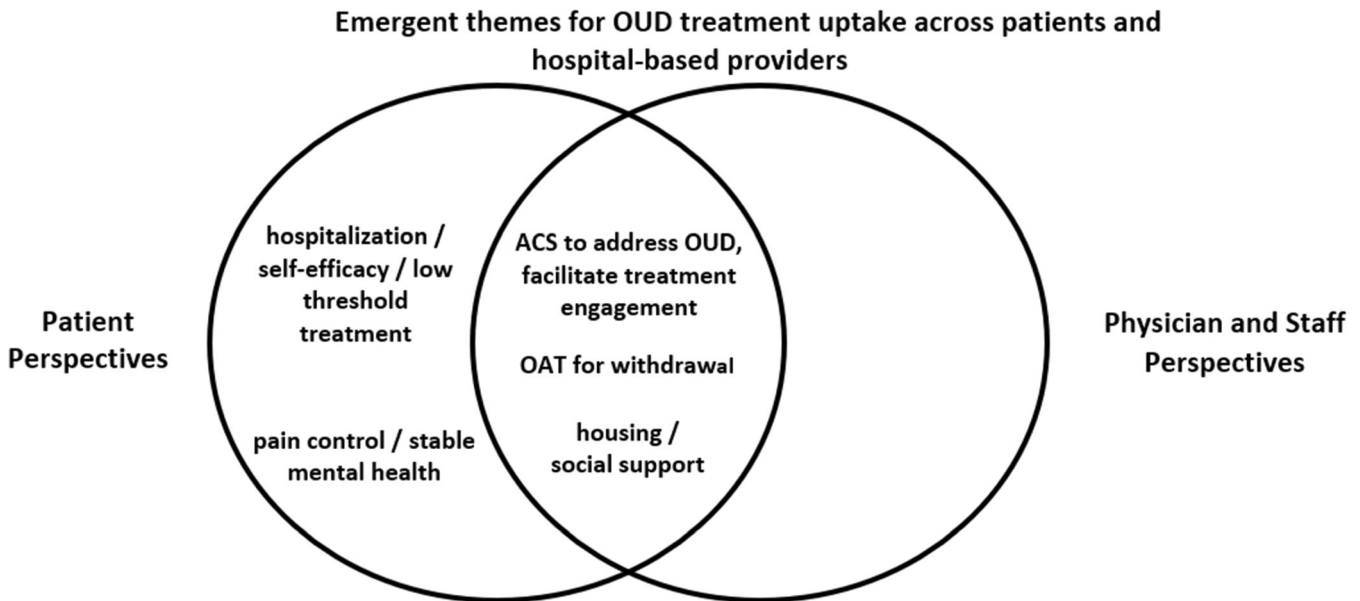 Emergent themes for OUD treatment uptake across patients and
hospital-based providers
Patient
Perspectives
hospitalization /
self-efficacy / low
threshold
treatment
pain control / stable
mental health
ACS to address OUD,
facilitate treatment
engagement
OAT for withdrawal
housing /
social support
Physician and Staff
Perspectives